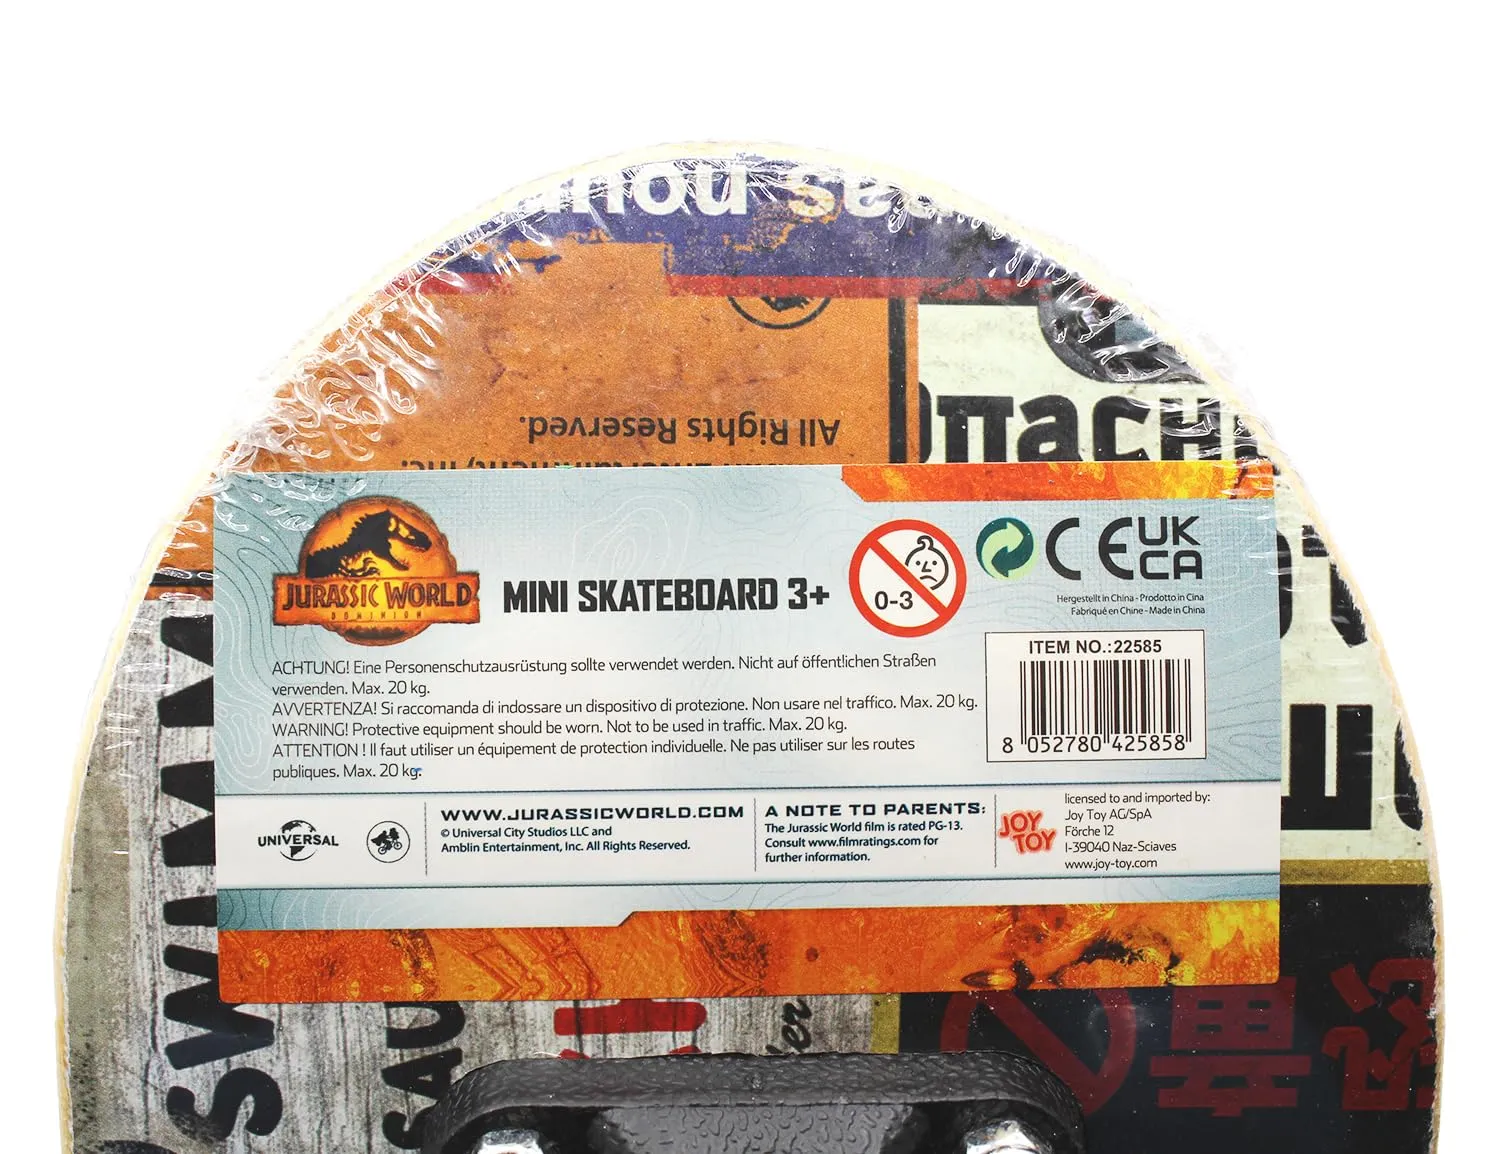 All Rights Reserved.
JURASSIC WORLD
DOMINION
MINI SKATEBOARD 3+
0-3
CE
UK
CA
Hergestellt in China - Prodotto in Cina
Fabriqué en Chine - Made in China
ITEM NO.:22585
8 052780 425858
ACHTUNG! Eine Personenschutzausrüstung sollte verwendet werden. Nicht auf öffentlichen Straßen
verwenden. Max. 20 kg.
AVVERTENZA! Si raccomanda di indossare un dispositivo di protezione. Non usare nel traffico. Max. 20 kg.
WARNING! Protective equipment should be worn. Not to be used in traffic. Max. 20 kg.
ATTENTION ! Il faut utiliser un équipement de protection individuelle. Ne pas utiliser sur les routes
publiques. Max. 20 kg.
UNIVERSAL
WWW.JURASSICWORLD.COM
© Universal City Studios LLC and
Amblin Entertainment, Inc. All Rights Reserved.
A NOTE TO PARENTS:
The Jurassic World film is rated PG-13.
Consult www.filmratings.com for
further information.
JOY
TOY
licensed to and imported by:
Joy Toy AG/SpA
Förche 12
I-39040 Naz-Sciaves
www.joy-toy.com